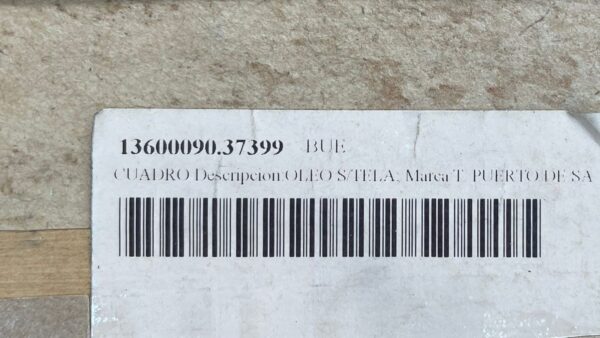 13600090.37399 BUE
CUADRO Descripcion:OLEO S/TELA; Marca T. PUERTO DE SA